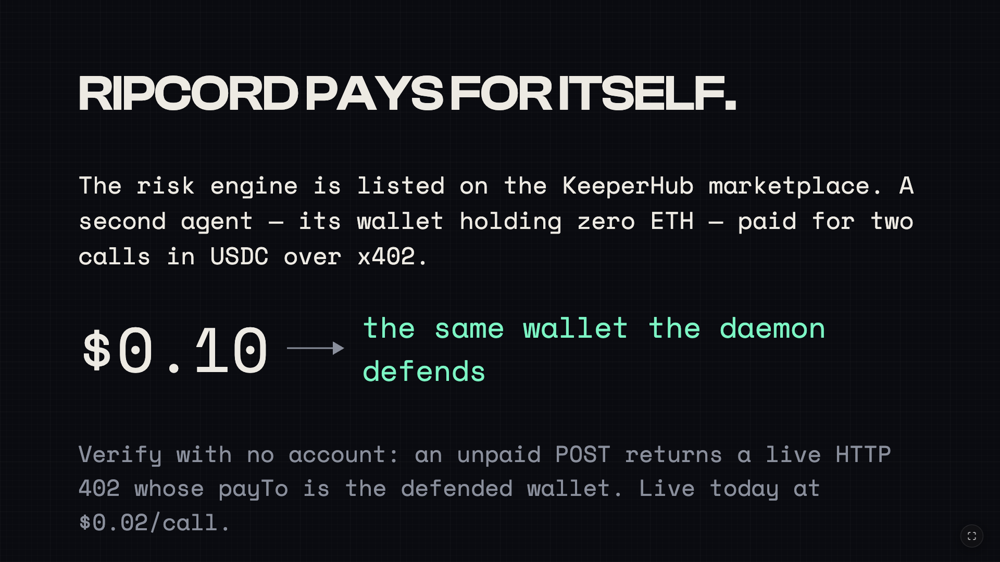 RIPCORD PAYS FOR ITSELF.
The risk engine is listed on the KeeperHub marketplace. A
second agent — its wallet holding zero ETH — paid for two
calls in USDC over x402.
$0.10
the same wallet the daemon
defends
Verify with no account: an unpaid POST returns a live HTTP
402 whose payTo is the defended wallet. Live today at
$0.02/call.